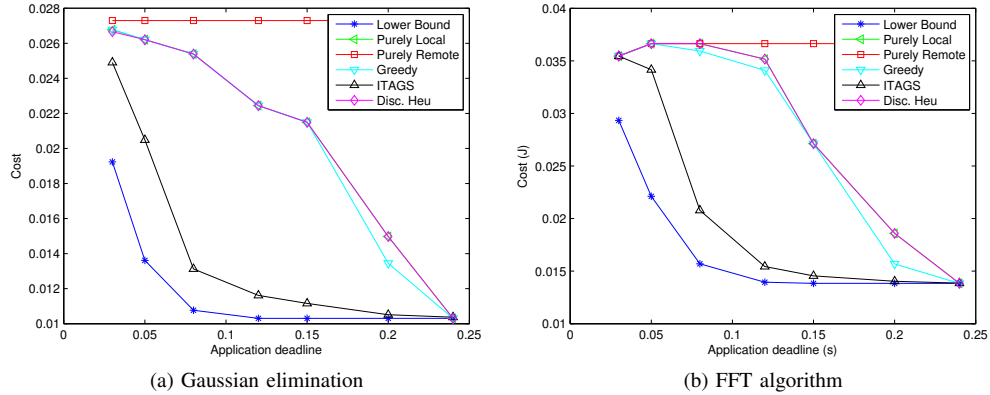 0.028
0.026
0.024
0.022
0.02
0.018
0.016
0.014
0.012
0.01
Cost
0
0.05
0.1
0.15
0.2
0.25
Application deadline
Lower Bound
Purely Local
Purely Remote
Greedy
ITAGS
Disc. Heu
(a) Gaussian elimination
0.04
0.035
0.03
0.025
0.02
0.015
0.01
Cost (J)
0
0.05
0.1
0.15
0.2
0.25
Application deadline (s)
Lower Bound
Purely Local
Purely Remote
Greedy
ITAGS
Disc. Heu
(b) FFT algorithm